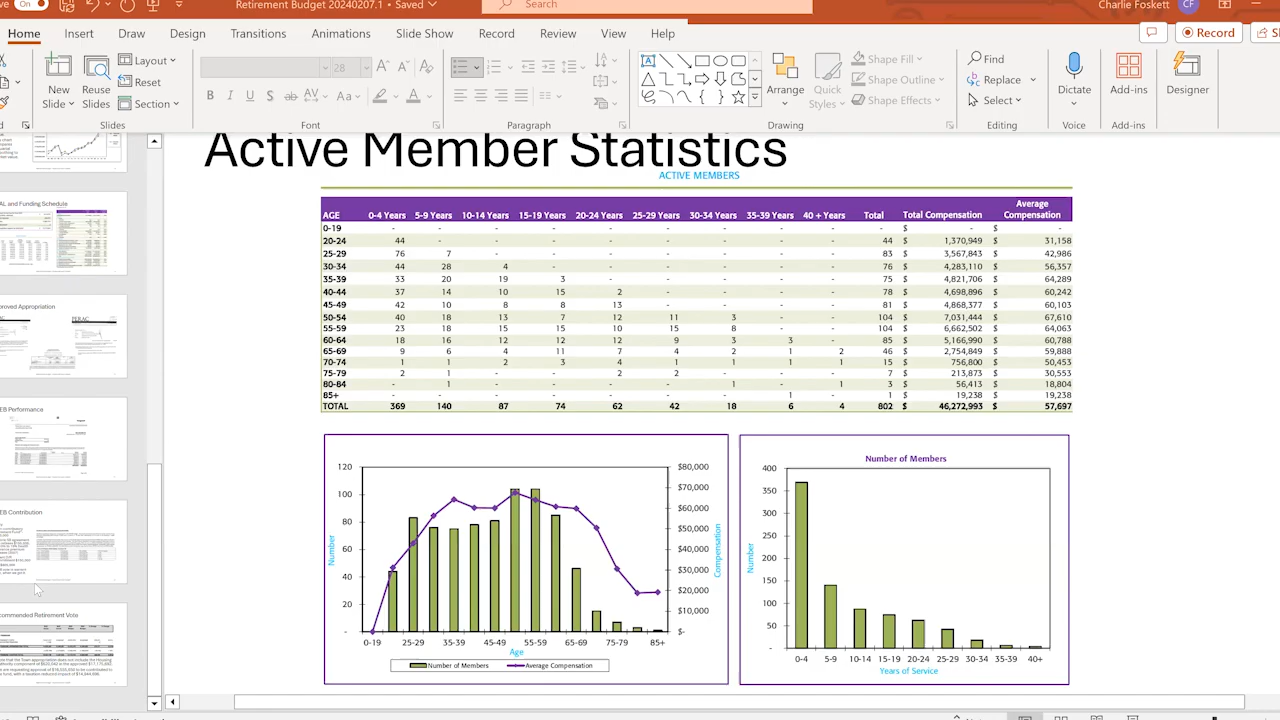 On Retirement Budget 20240207.1 • Saved Search Charlie Foskett CF
Home Insert Draw Design Transitions Animations Slide Show Record Review View Help Record
New Slide Reuse Slides Layout Reset Section 28 Shape Fill Shape Outline Shape Effects Arrange Quick Styles Find Replace Select Dictate Add-ins Designer
B I U S ab AV Aa A
Slides Font Paragraph Drawing Editing Voice Add-ins
Active Member Statistics
ACTIVE MEMBERS
AGE 0-4 Years 5-9 Years 10-14 Years 15-19 Years 20-24 Years 25-29 Years 30-34 Years 40 + Years Total Total Compensation Average Compensation
0-19 - - - - - - - - - - $ - $ -
20-24 44 - - - - - - - - 44 $ 1,370,949 $ 31,158
25-29 76 7 - - - - - - - 83 $ 3,567,843 $ 42,986
30-34 44 28 4 - - - - - - 76 $ 4,283,110 $ 56,357
35-39 33 20 19 3 - - - - - 75 $ 4,821,706 $ 64,289
40-44 37 14 10 15 2 - - - - 78 $ 4,698,896 $ 60,242
45-49 42 10 8 8 13 - - - - 81 $ 4,868,377 $ 60,103
50-54 40 18 13 7 12 11 - - 104 $ 7,031,444 $ 67,610
55-59 23 18 15 15 10 15 8 - - 104 $ 6,662,502 $ 64,063
60-64 18 16 12 12 12 9 3 3 - 85 $ 5,166,990 $ 60,788
65-69 9 6 4 11 7 4 2 1 2 46 $ 2,754,849 $ 59,888
70-74 1 1 2 3 1 1 1 15 $ 756,800 $ 50,453
75-79 2 1 - - 2 2 - - - 7 $ 213,873 $ 30,553
80-84 - 1 - - - - 1 - 1 3 $ 56,413 $ 18,804
85+ - - - - - - - 1 - 1 $ 19,238 $ 19,238
TOTAL 369 140 87 74 62 42 18 6 4 802 $ 46,272,993 $ 57,697
120
100
80
60
40
20
-
Number
$80,000
$70,000
$60,000
$50,000
$40,000
$30,000
$20,000
$10,000
$-
Compensation
0-19 25-29 35-39 45-49 55-59 65-69 75-79 85+
Age
Number of Members Average Compensation
Number of Members
400
350
300
250
200
150
100
50
-
Number
0-4 5-9 10-14 15-19 20-24 25-29 30-34 35-39 40+
Years of Service
AL and Funding Schedule
proved Appropriation
PERAC
EB Performance
EB Contribution
commended Retirement Vote